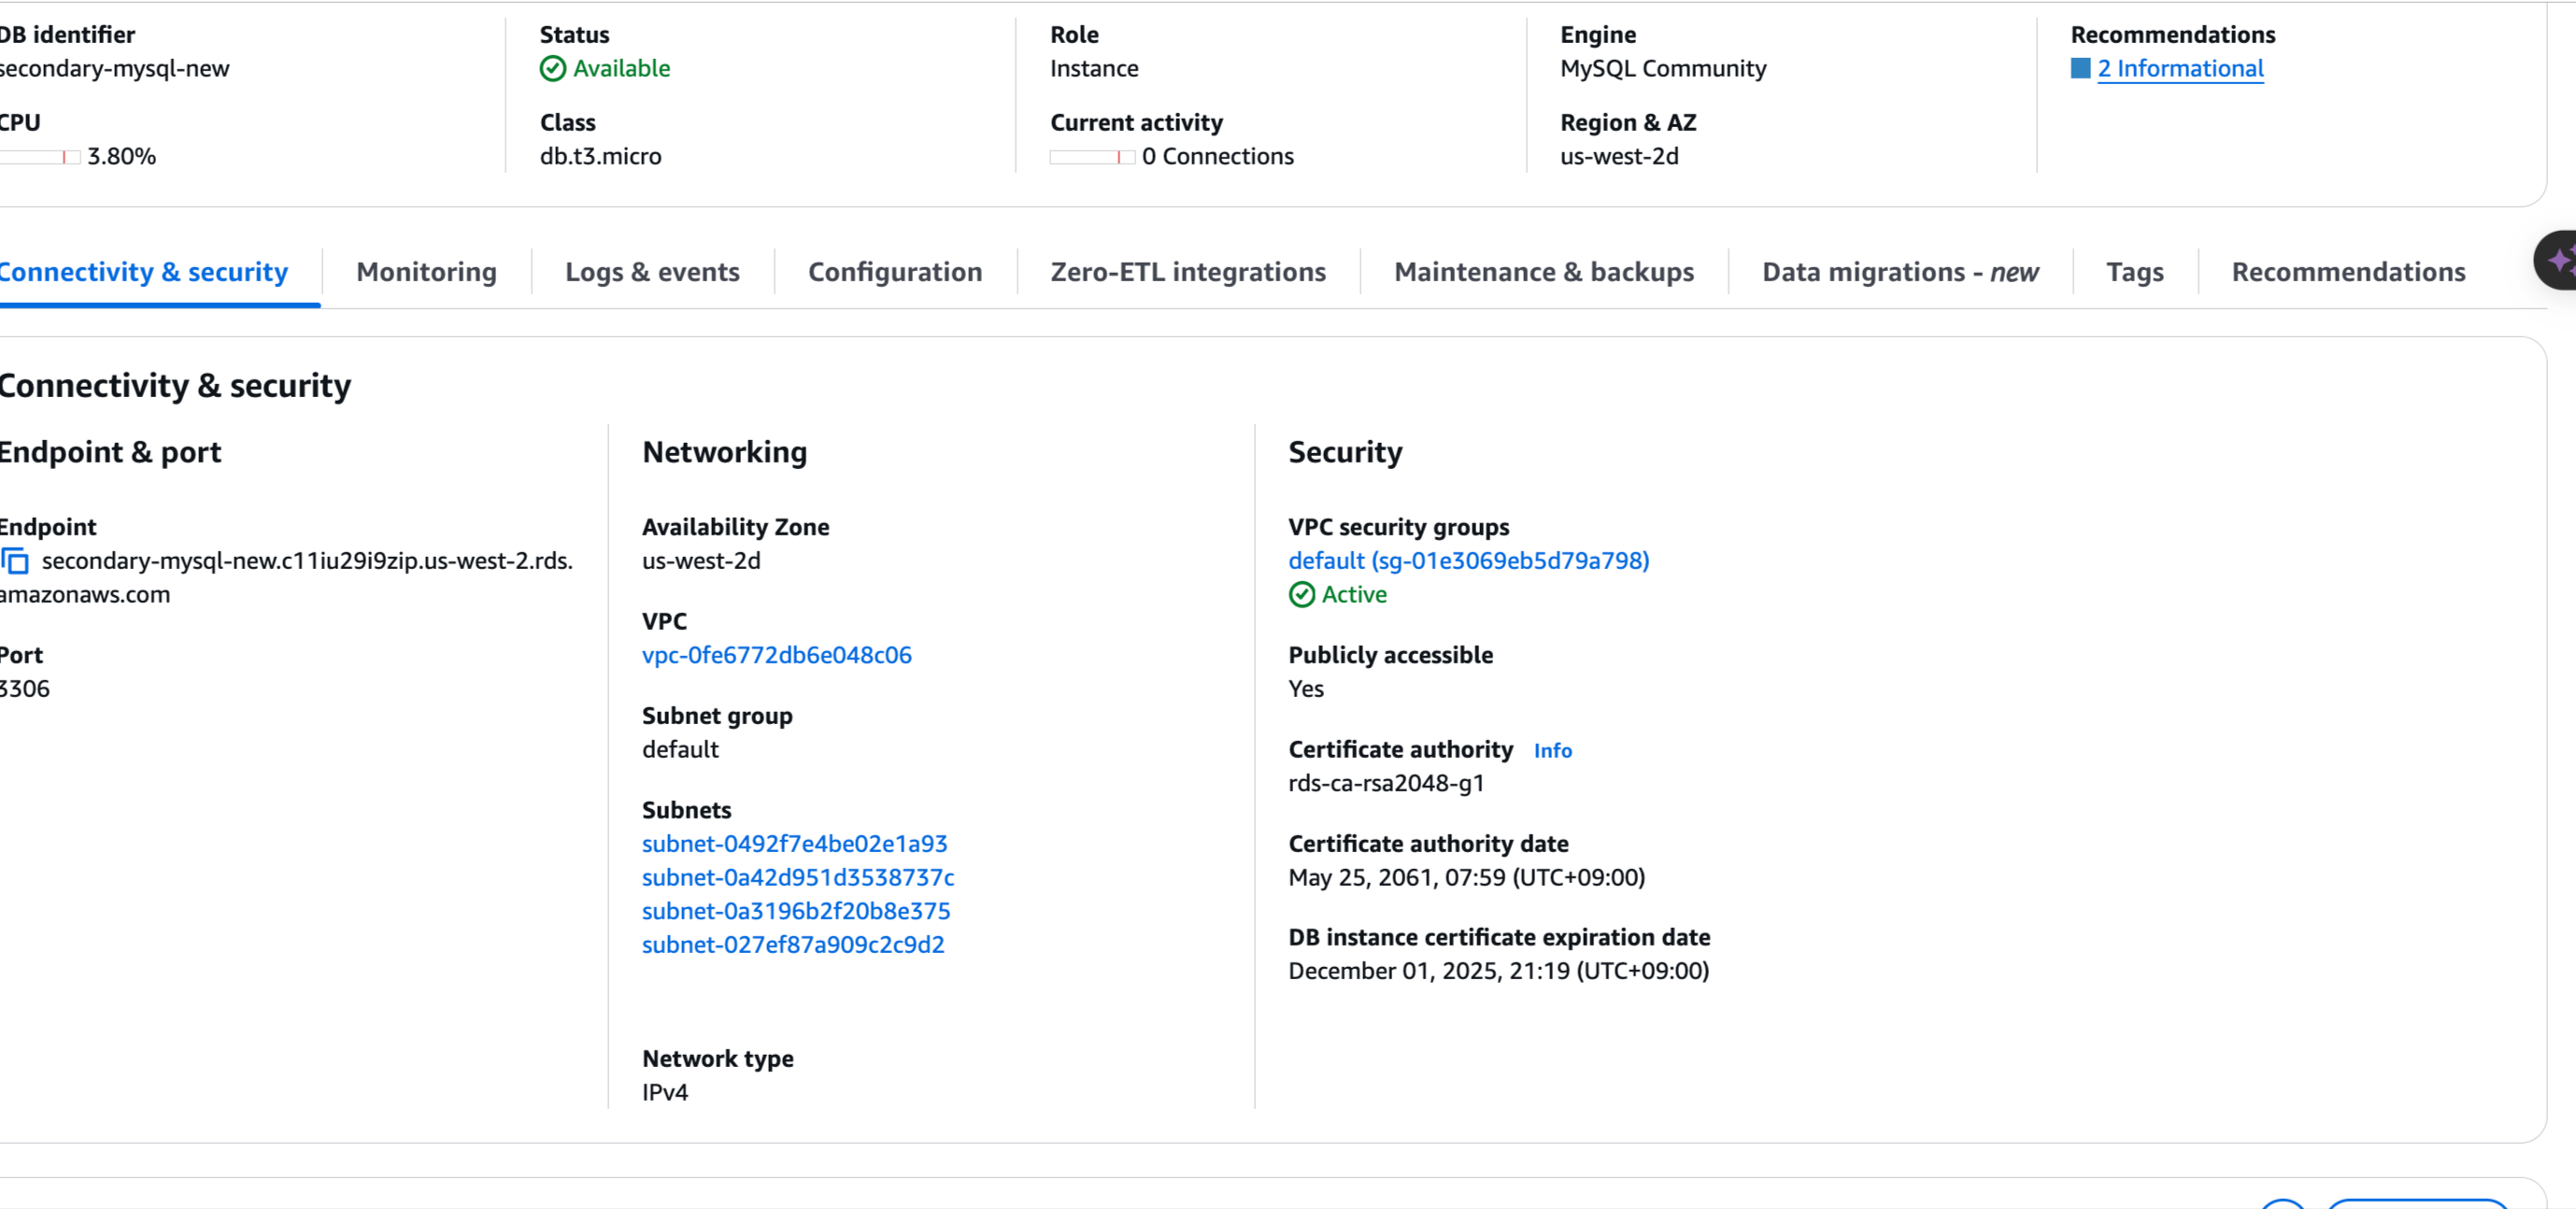 DB identifier
secondary-mysql-new
CPU
3.80%
Status
Available
Class
db.t3.micro
Role
Instance
Current activity
0 Connections
Engine
MySQL Community
Region & AZ
us-west-2d
Recommendations
2 Informational
Connectivity & security
Monitoring
Logs & events
Configuration
Zero-ETL integrations
Maintenance & backups
Data migrations - new
Tags
Recommendations
Connectivity & security
Endpoint & port
Endpoint
secondary-mysql-new.c11iu29i9zip.us-west-2.rds.
amazonaws.com
Port
3306
Networking
Availability Zone
us-west-2d
VPC
vpc-0fe6772db6e048c06
Subnet group
default
Subnets
subnet-0492f7e4be02e1a93
subnet-0a42d951d3538737c
subnet-0a3196b2f20b8e375
subnet-027ef87a909c2c9d2
Network type
IPv4
Security
VPC security groups
default (sg-01e3069eb5d79a798)
Active
Publicly accessible
Yes
Certificate authority Info
rds-ca-rsa2048-g1
Certificate authority date
May 25, 2061, 07:59 (UTC+09:00)
DB instance certificate expiration date
December 01, 2025, 21:19 (UTC+09:00)